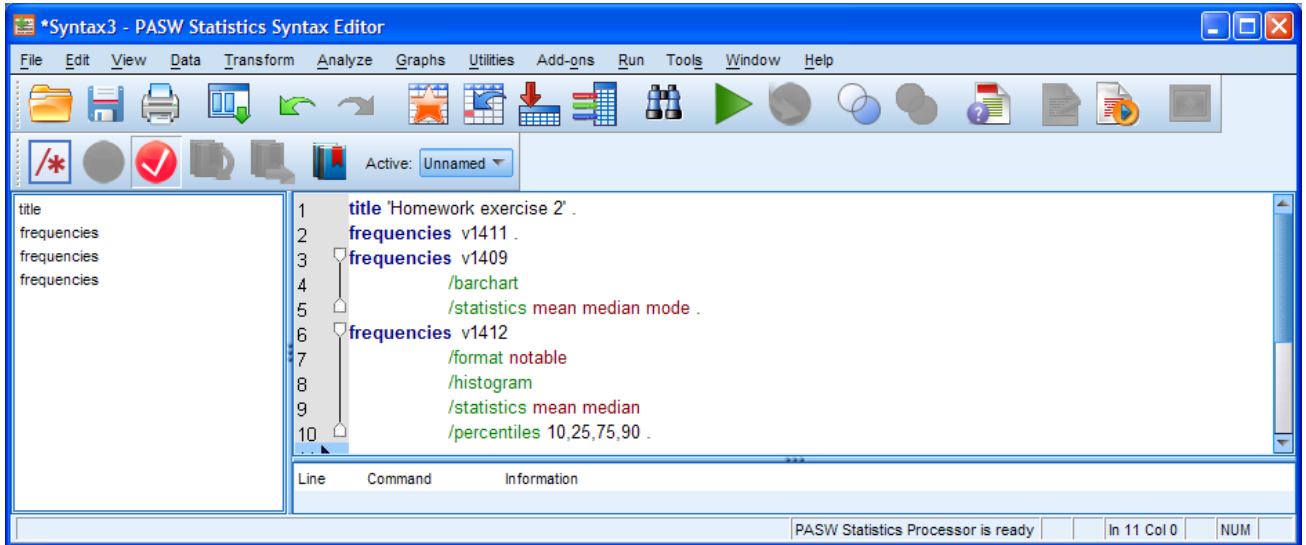 *Syntax3 - PASW Statistics Syntax Editor
File Edit View Data Transform Analyze Graphs Utilities Add-ons Run Tools Window Help
Active: Unnamed
title
frequencies
frequencies
frequencies
1 title 'Homework exercise 2' .
2 frequencies v1411 .
3 frequencies v1409
4 /barchart
5 /statistics mean median mode .
6 frequencies v1412
7 /format notable
8 /histogram
9 /statistics mean median
10 /percentiles 10,25,75,90 .
Line Command Information
PASW Statistics Processor is ready In 11 Col 0 NUM